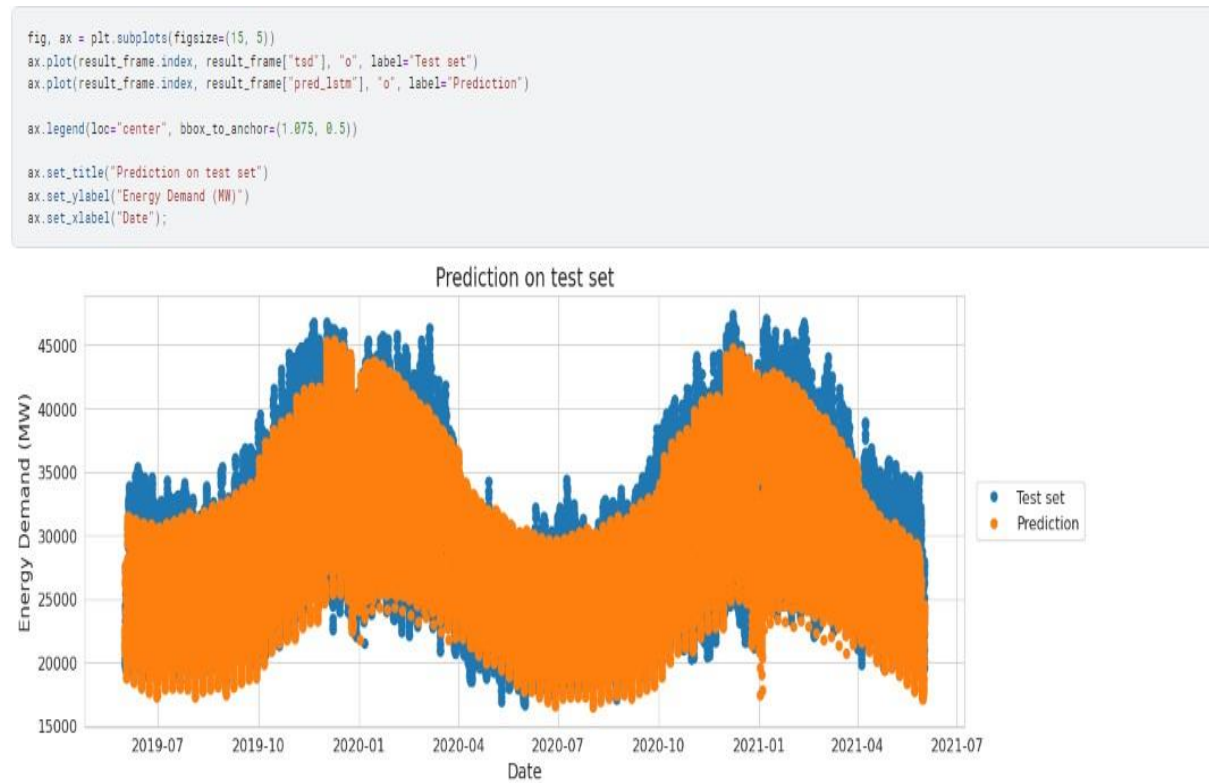 fig, ax = plt.subplots(figsize=(15, 5))
ax.plot(result_frame.index, result_frame["tsd"], "o", label="Test set")
ax.plot(result_frame.index, result_frame["pred_lstm"], "o", label="Prediction")
ax.legend(loc="center", bbox_to_anchor=(1.075, 0.5))
ax.set_title("Prediction on test set")
ax.set_ylabel("Energy Demand (MW)")
ax.set_xlabel("Date");
Prediction on test set
Energy Demand (MW)
45000
40000
35000
30000
25000
20000
15000
Test set
Prediction
2019-07 2019-10 2020-01 2020-04 2020-07 2020-10 2021-01 2021-04 2021-07
Date